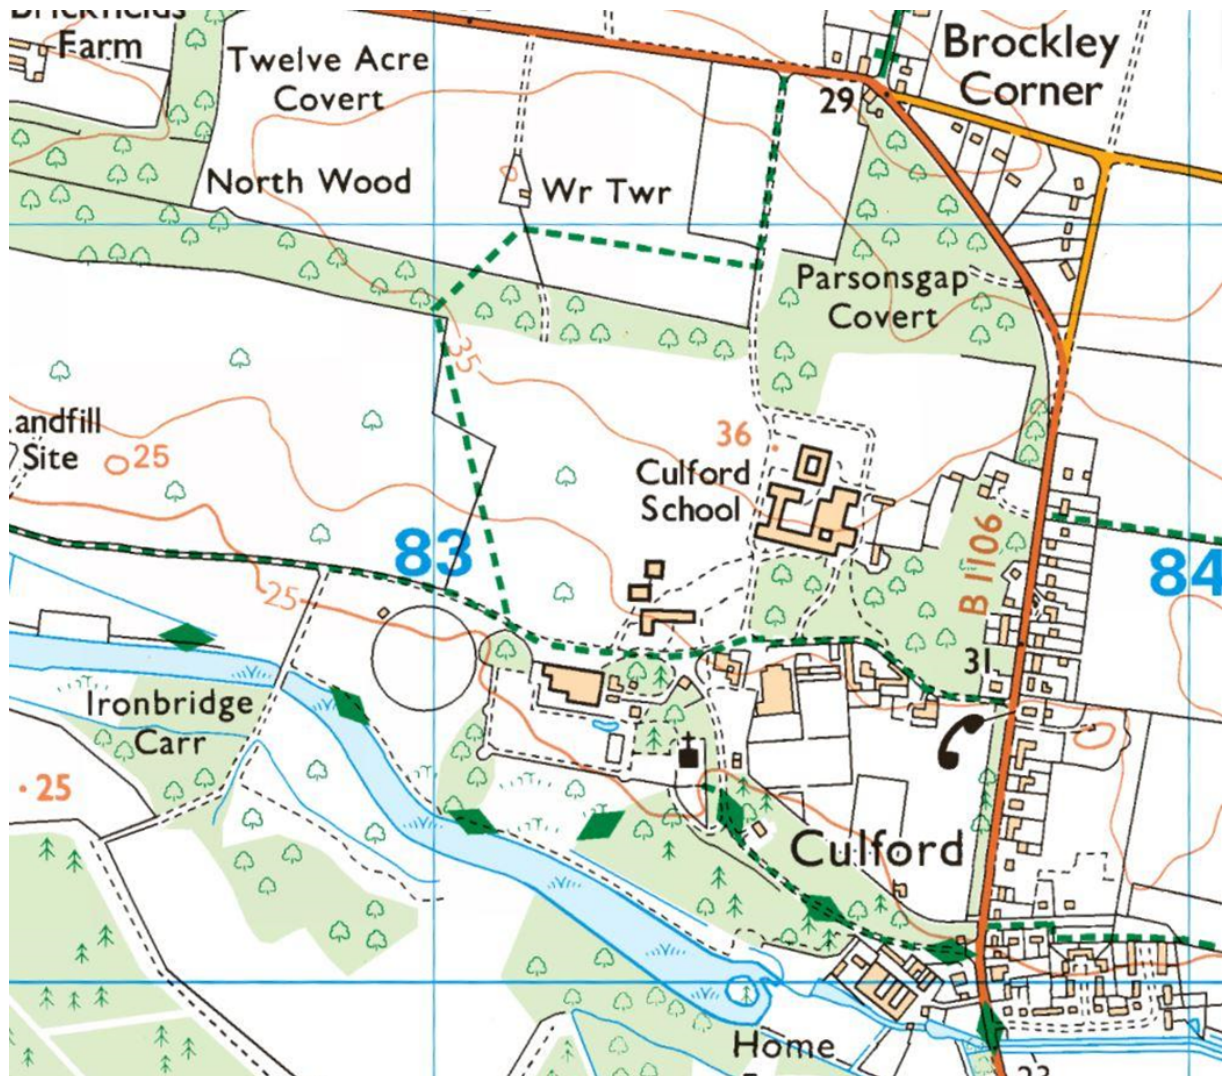 Farm
Twelve Acre
Covert
Brockley
Corner
29
North Wood
Wr Twr
Parsonsgap
Covert
35
andfill
Site
25
36
Culford
School
83
B 1106
84
25
31
Ironbridge
Carr
25
Culford
Home